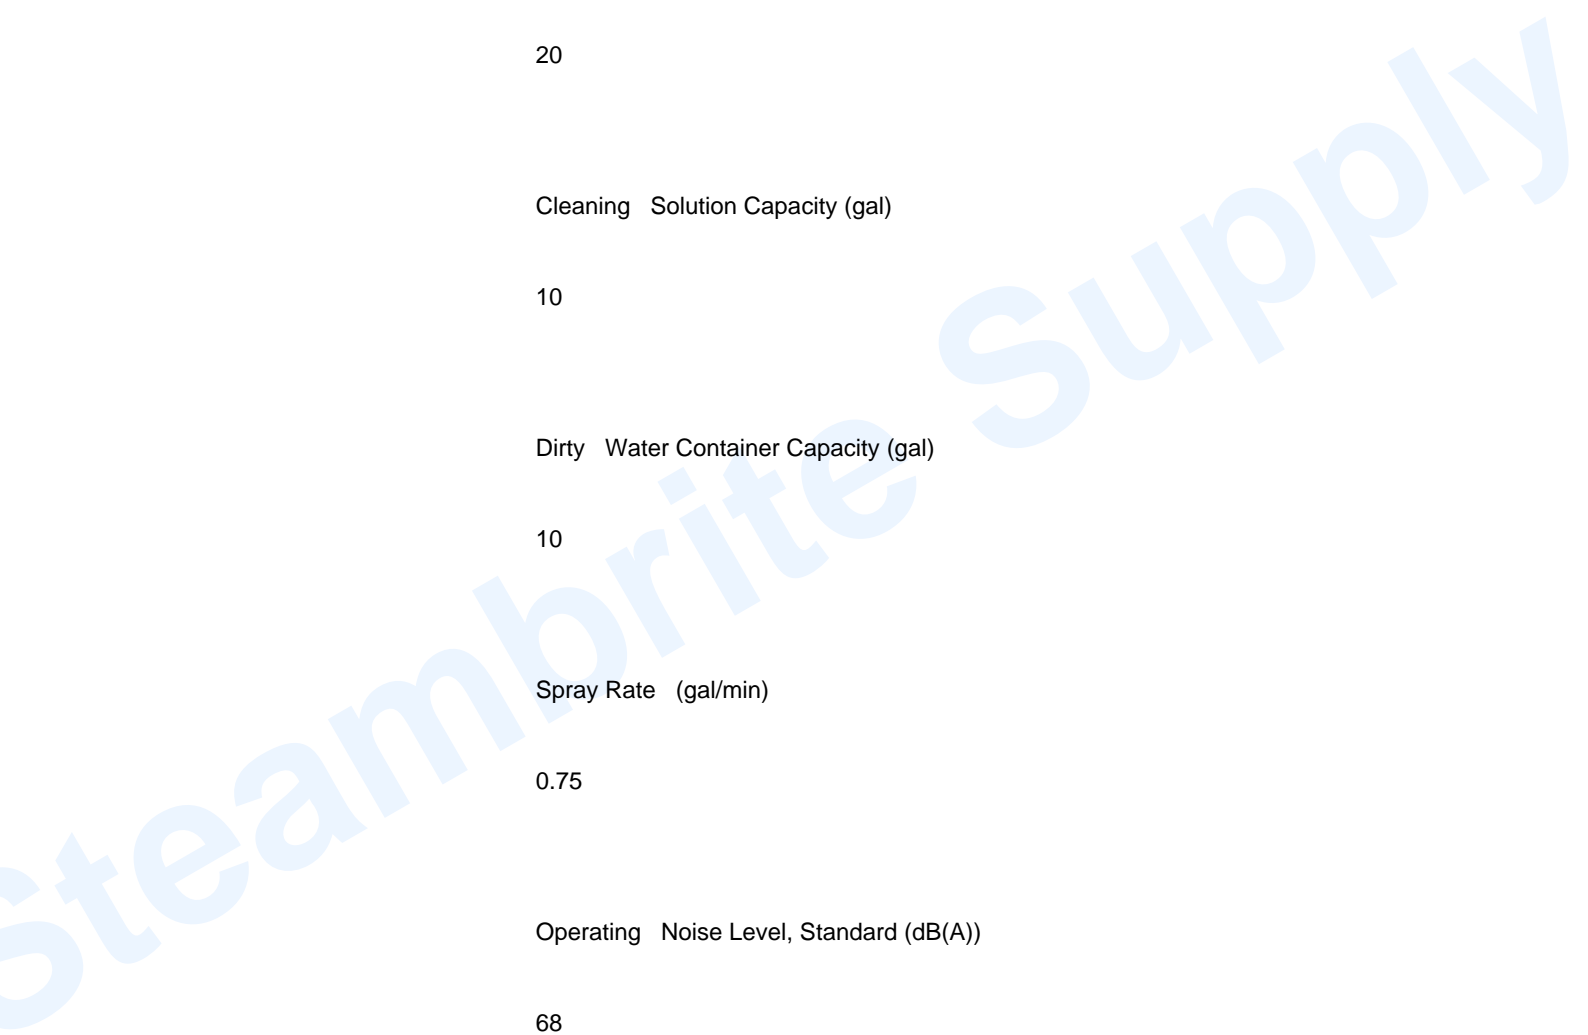 20
Cleaning Solution Capacity (gal)
10
Dirty Water Container Capacity (gal)
10
Spray Rate (gal/min)
0.75
Operating Noise Level, Standard (dB(A))
68
Steambrite Supply